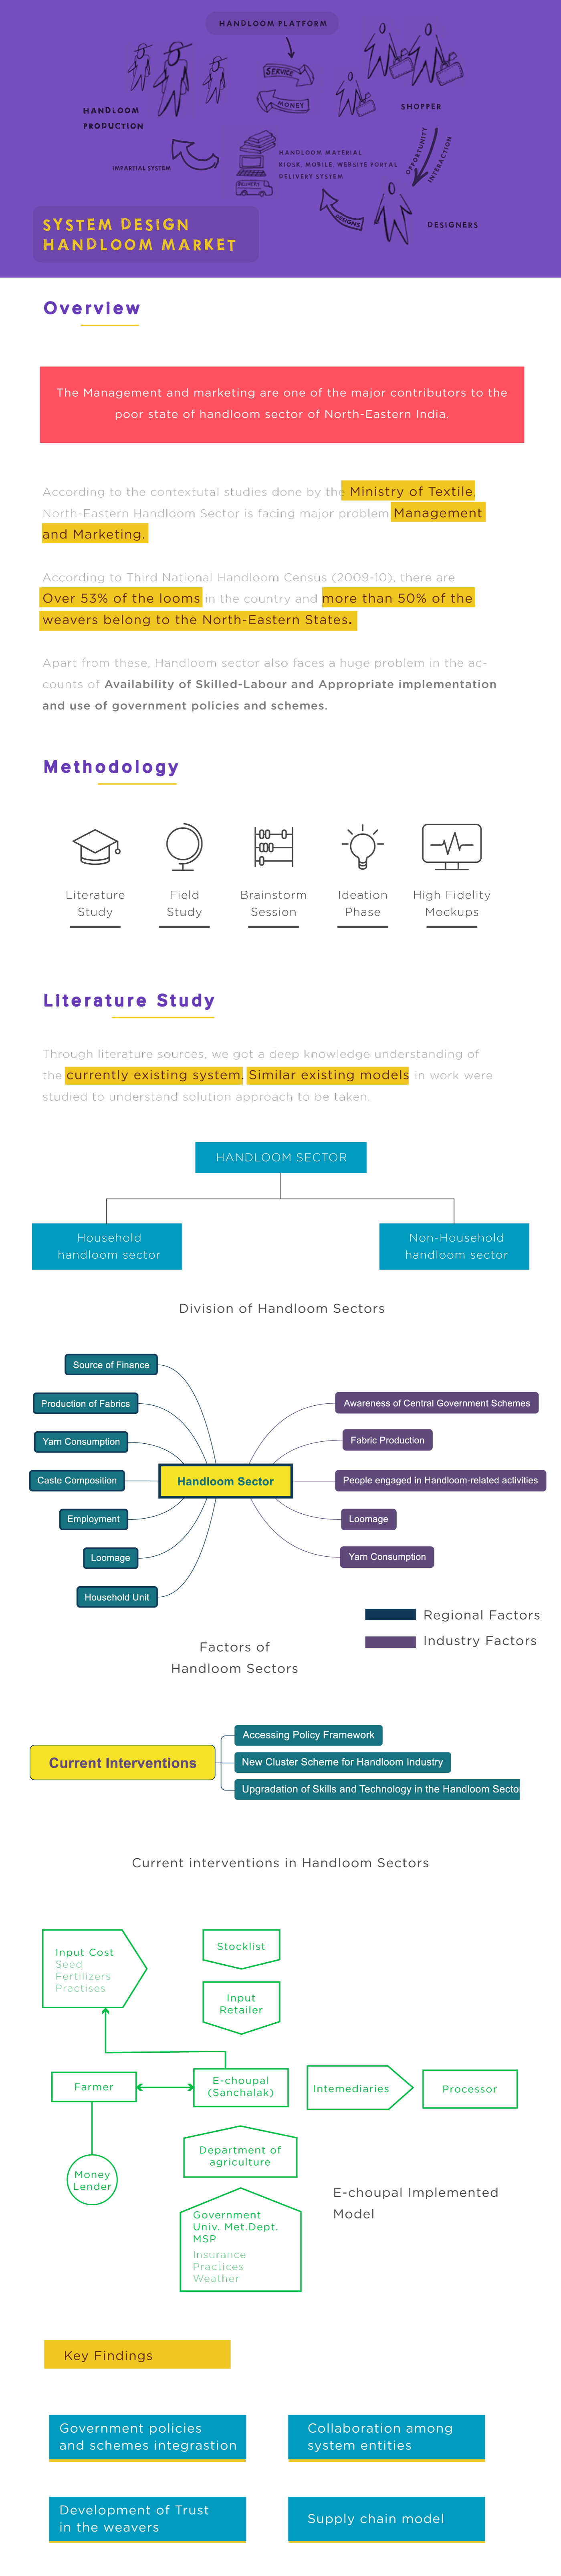 HANDLOOM PLATFORM
SERVICE
MONEY
HANDLOOM
PRODUCTION
SHOPPER
IMPARTIAL SYSTEM
HANDLOOM MATERIAL
KIOSK, MOBILE, WEBSITE PORTAL
DELIVERY SYSTEM
DELIVERY
OPPORTUNITY
INTERACTION
DESIGNS
DESIGNERS
SYSTEM DESIGN
HANDLOOM MARKET
Overview
The Management and marketing are one of the major contributors to the
poor state of handloom sector of North-Eastern India.
According to the contextutal studies done by the Ministry of Textile
North-Eastern Handloom Sector is facing major problem Management
and Marketing.
According to Third National Handloom Census (2009-10), there are
Over 53% of the looms in the country and more than 50% of the
weavers belong to the North-Eastern States.
Apart from these, Handloom sector also faces a huge problem in the ac-
counts of Availability of Skilled-Labour and Appropriate implementation
and use of government policies and schemes.
Methodology
Literature
Study
Field
Study
Brainstorm
Session
Ideation
Phase
High Fidelity
Mockups
Literature Study
Through literature sources, we got a deep knowledge understanding of
the currently existing system. Similar existing models in work were
studied to understand solution approach to be taken.
HANDLOOM SECTOR
Household
handloom sector
Non-Household
handloom sector
Division of Handloom Sectors
Source of Finance
Production of Fabrics
Yarn Consumption
Caste Composition
Employment
Loomage
Household Unit
Handloom Sector
Awareness of Central Government Schemes
Fabric Production
People engaged in Handloom-related activities
Loomage
Yarn Consumption
Regional Factors
Industry Factors
Factors of
Handloom Sectors
Current Interventions
Accessing Policy Framework
New Cluster Scheme for Handloom Industry
Upgradation of Skills and Technology in the Handloom Secto
Current interventions in Handloom Sectors
Input Cost
Seed
Fertilizers
Practises
Stocklist
Input
Retailer
Farmer
E-choupal
(Sanchalak)
Intemediaries
Processor
Money
Lender
Department of
agriculture
Government
Univ. Met.Dept.
MSP
Insurance
Practices
Weather
E-choupal Implemented
Model
Key Findings
Government policies
and schemes integrastion
Collaboration among
system entities
Development of Trust
in the weavers
Supply chain model